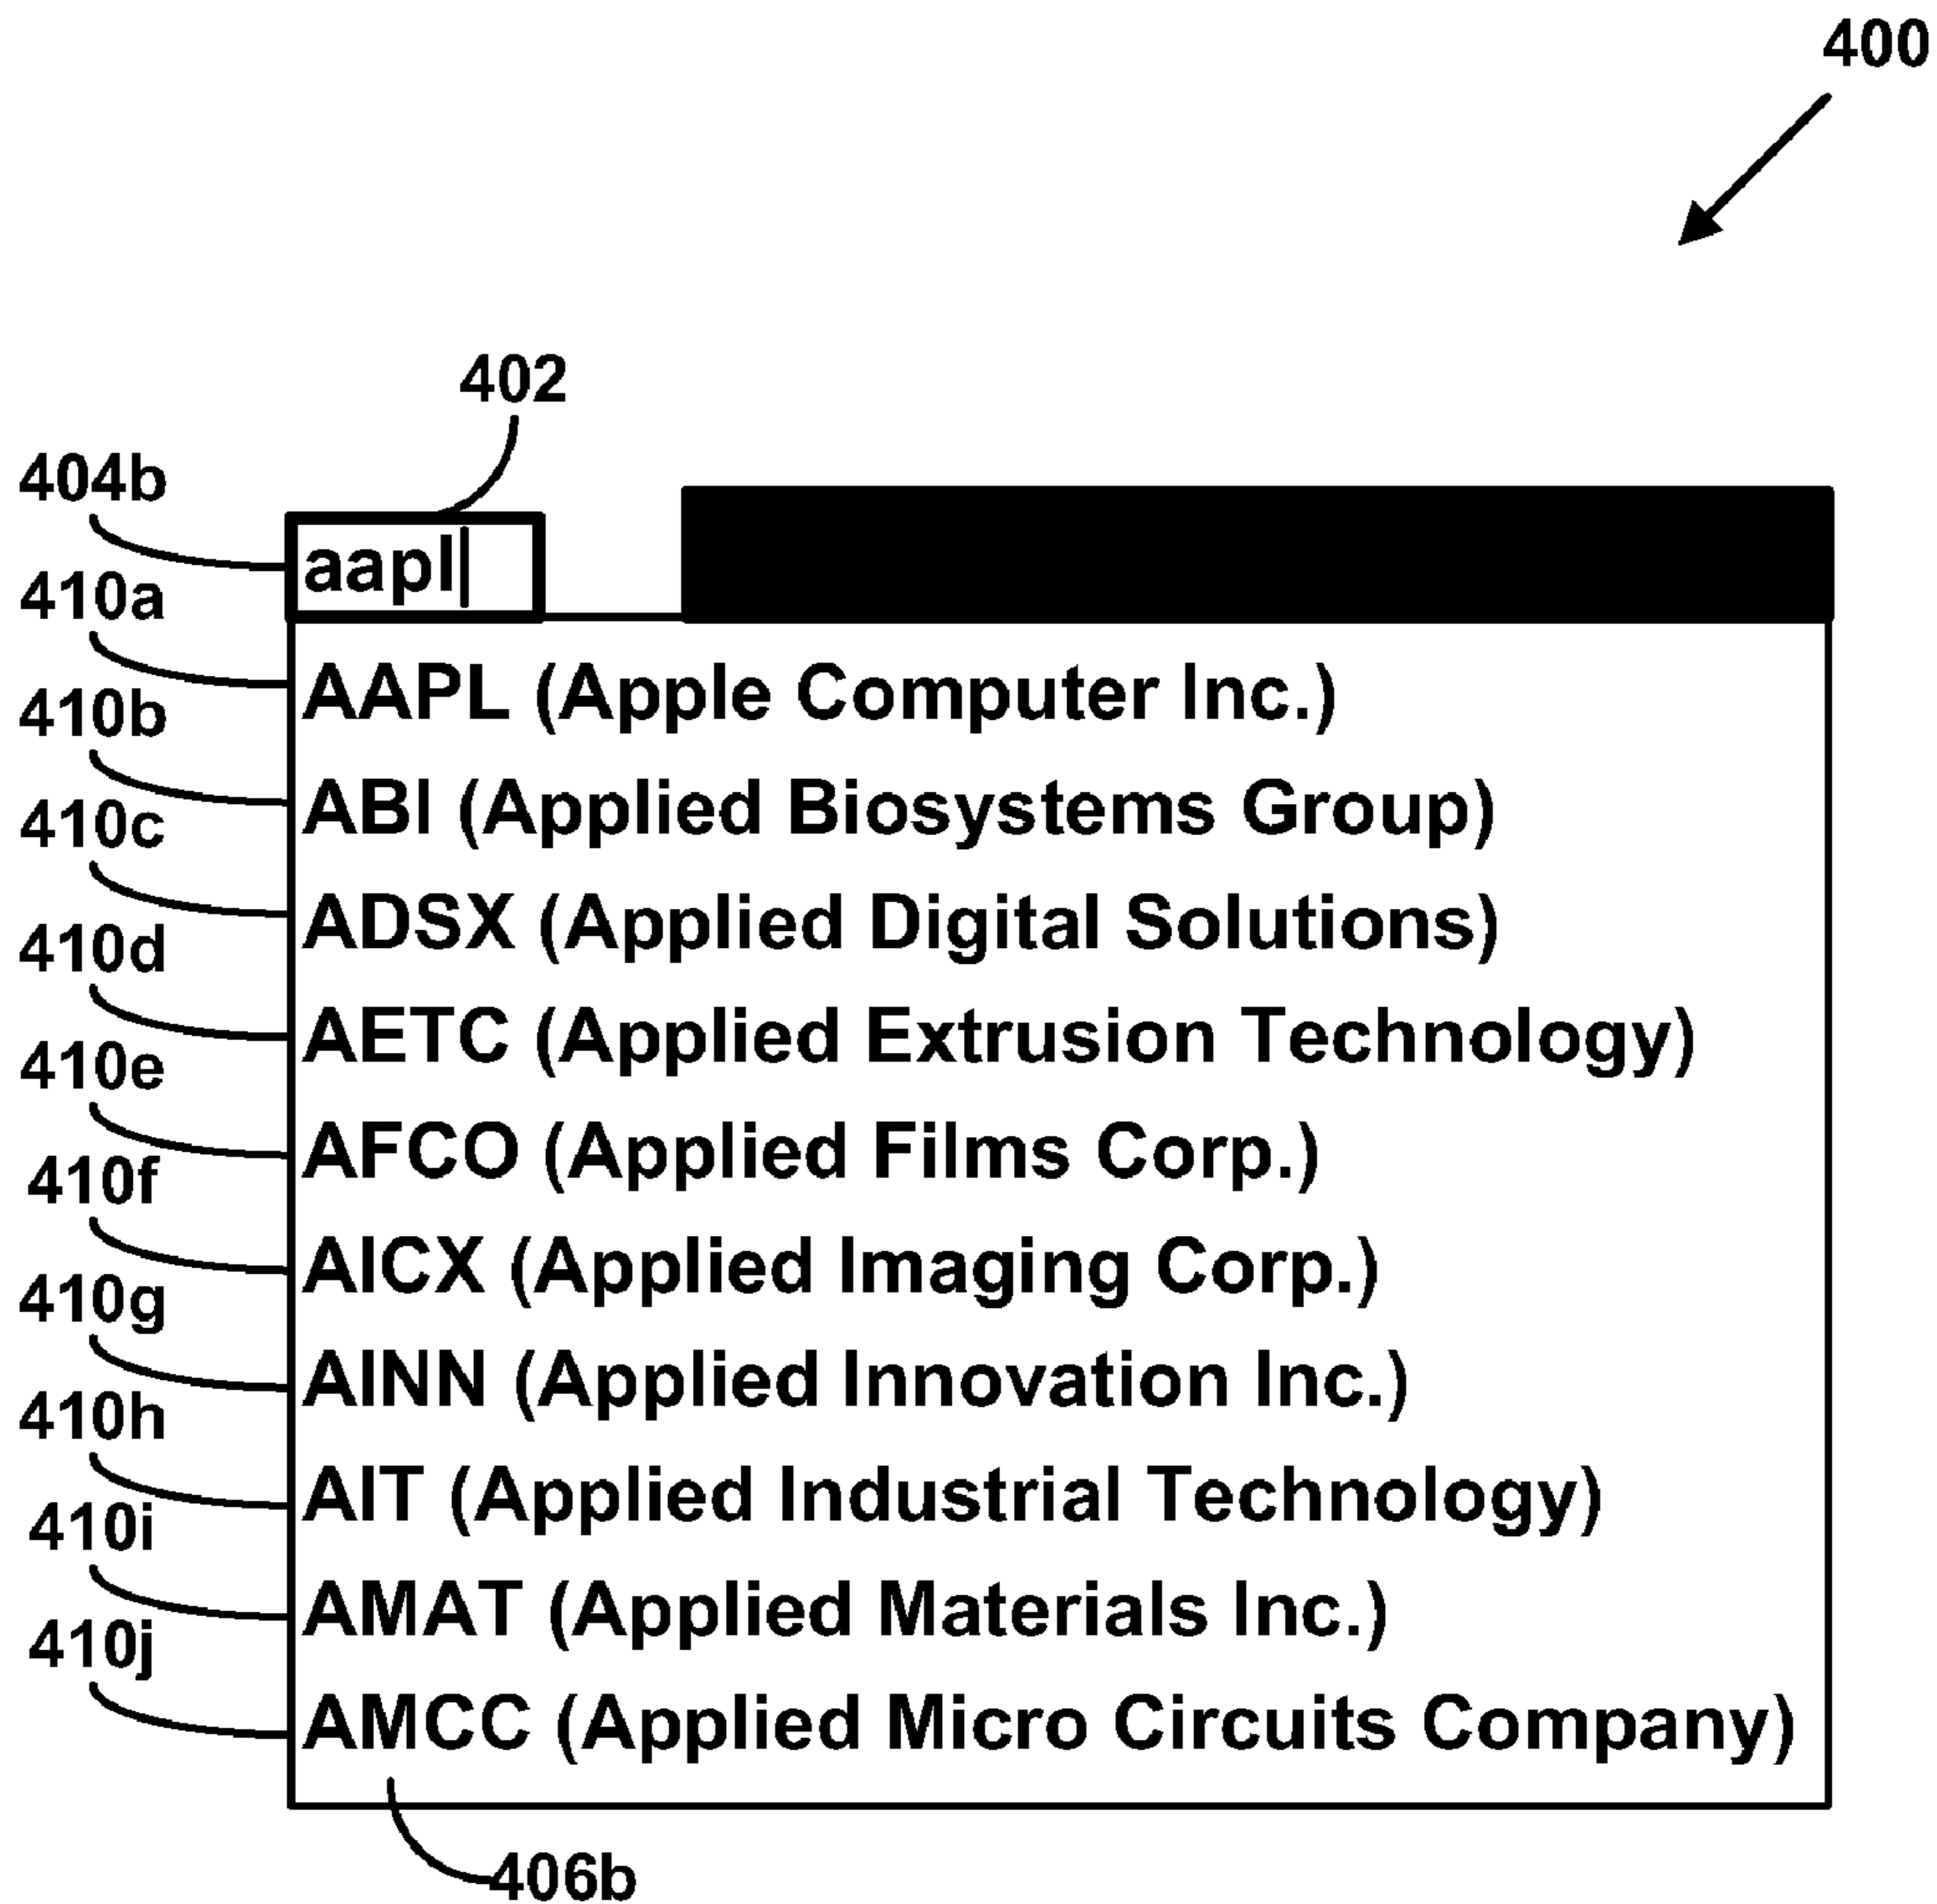 400
402
404b
aapl
410a
AAPL (Apple Computer Inc.)
410b
ABI (Applied Biosystems Group)
410c
ADSX (Applied Digital Solutions)
410d
AETC (Applied Extrusion Technology)
410e
AFCO (Applied Films Corp.)
410f
AICX (Applied Imaging Corp.)
410g
AINN (Applied Innovation Inc.)
410h
AIT (Applied Industrial Technology)
410i
AMAT (Applied Materials Inc.)
410j
AMCC (Applied Micro Circuits Company)
406b